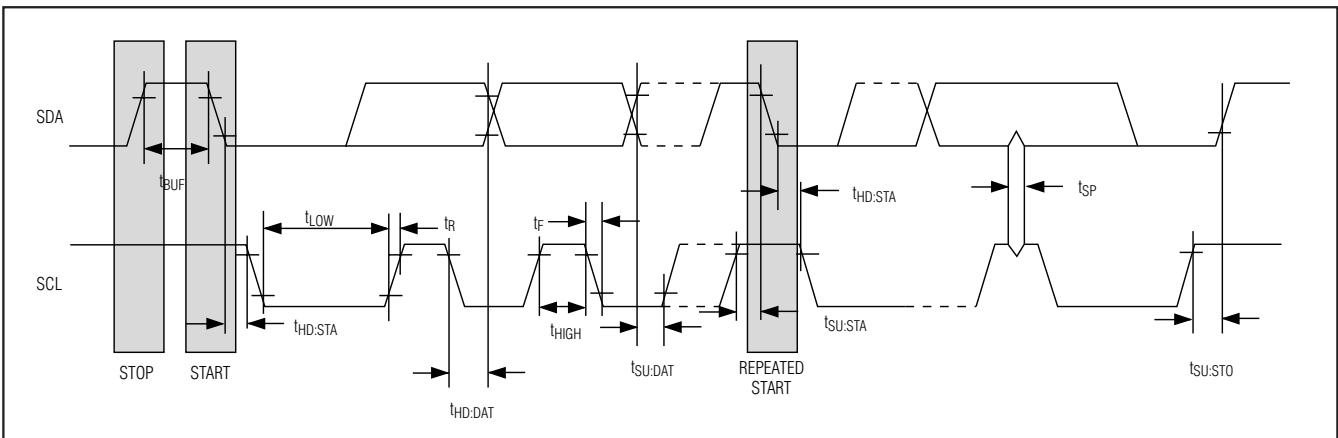 SDA
tBUF
tLOW
tR
tF
tHD:STA
tSP
SCL
tHD:STA
tHIGH
tSU:STA
tSU:DAT
tSU:STO
STOP
START
REPEATED
START
tHD:DAT